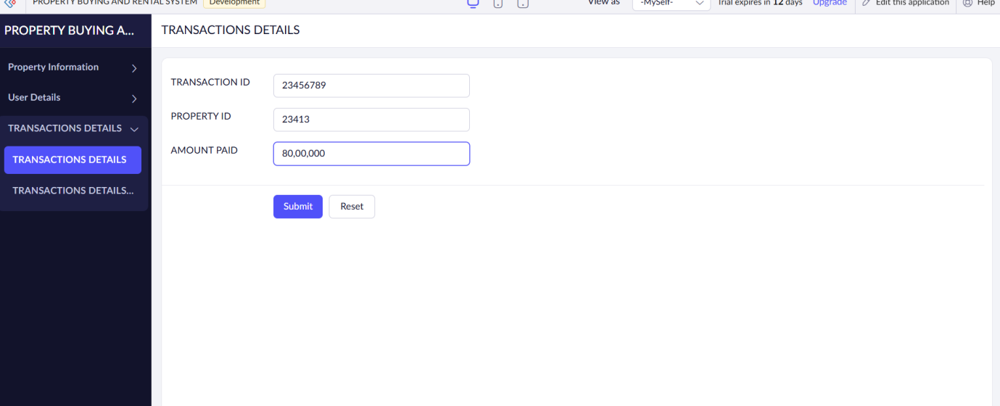 PROPERTY BUYING AND RENTAL SYSTEM Development View as -MySelf- Trial expires in 12 days Upgrade Edit this application Help
PROPERTY BUYING A...
TRANSACTIONS DETAILS
Property Information
User Details
TRANSACTIONS DETAILS
TRANSACTIONS DETAILS
TRANSACTIONS DETAILS...
TRANSACTION ID 23456789
PROPERTY ID 23413
AMOUNT PAID 80,00,000
Submit Reset